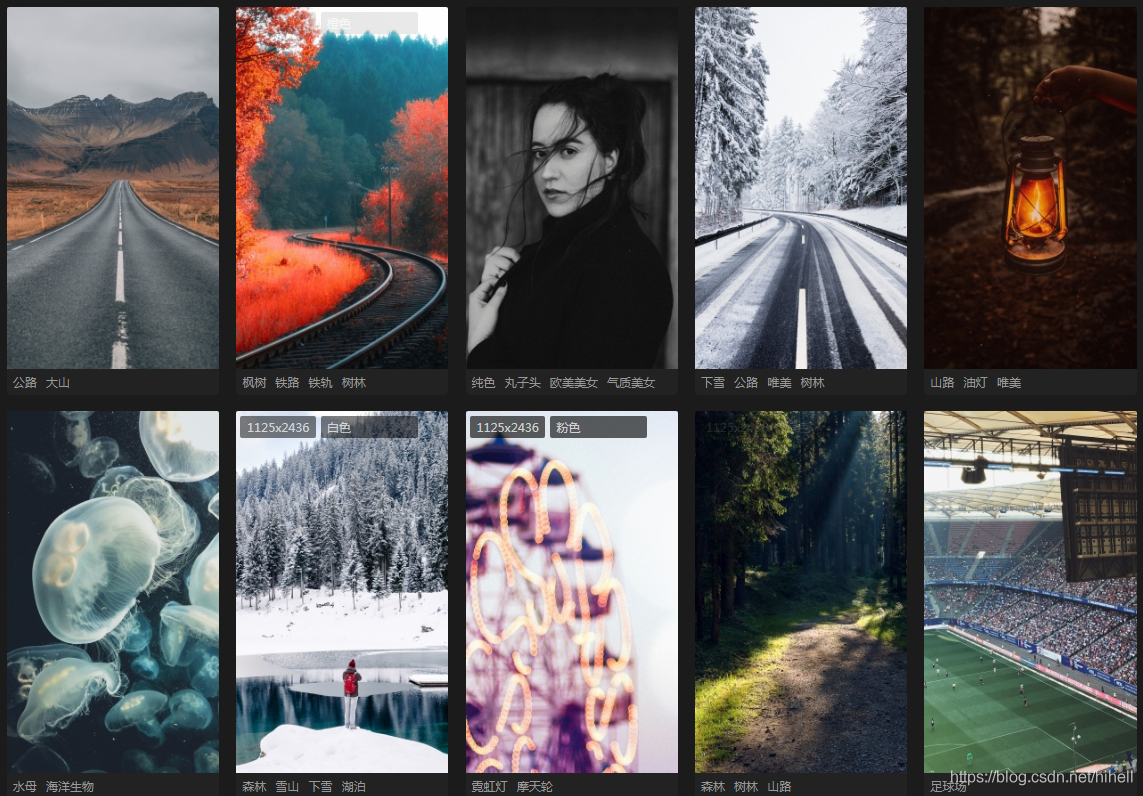 橙色
公路 大山
枫树 铁路 铁轨 树林
纯色 丸子头 欧美美女 气质美女
下雪 公路 唯美 树林
山路 油灯 唯美
1125x2436 白色
1125x2436 粉色
水母 海洋生物
森林 雪山 下雪 湖泊
霓虹灯 摩天轮
森林 树林 山路
足球场
https://blog.csdn.net/hihell